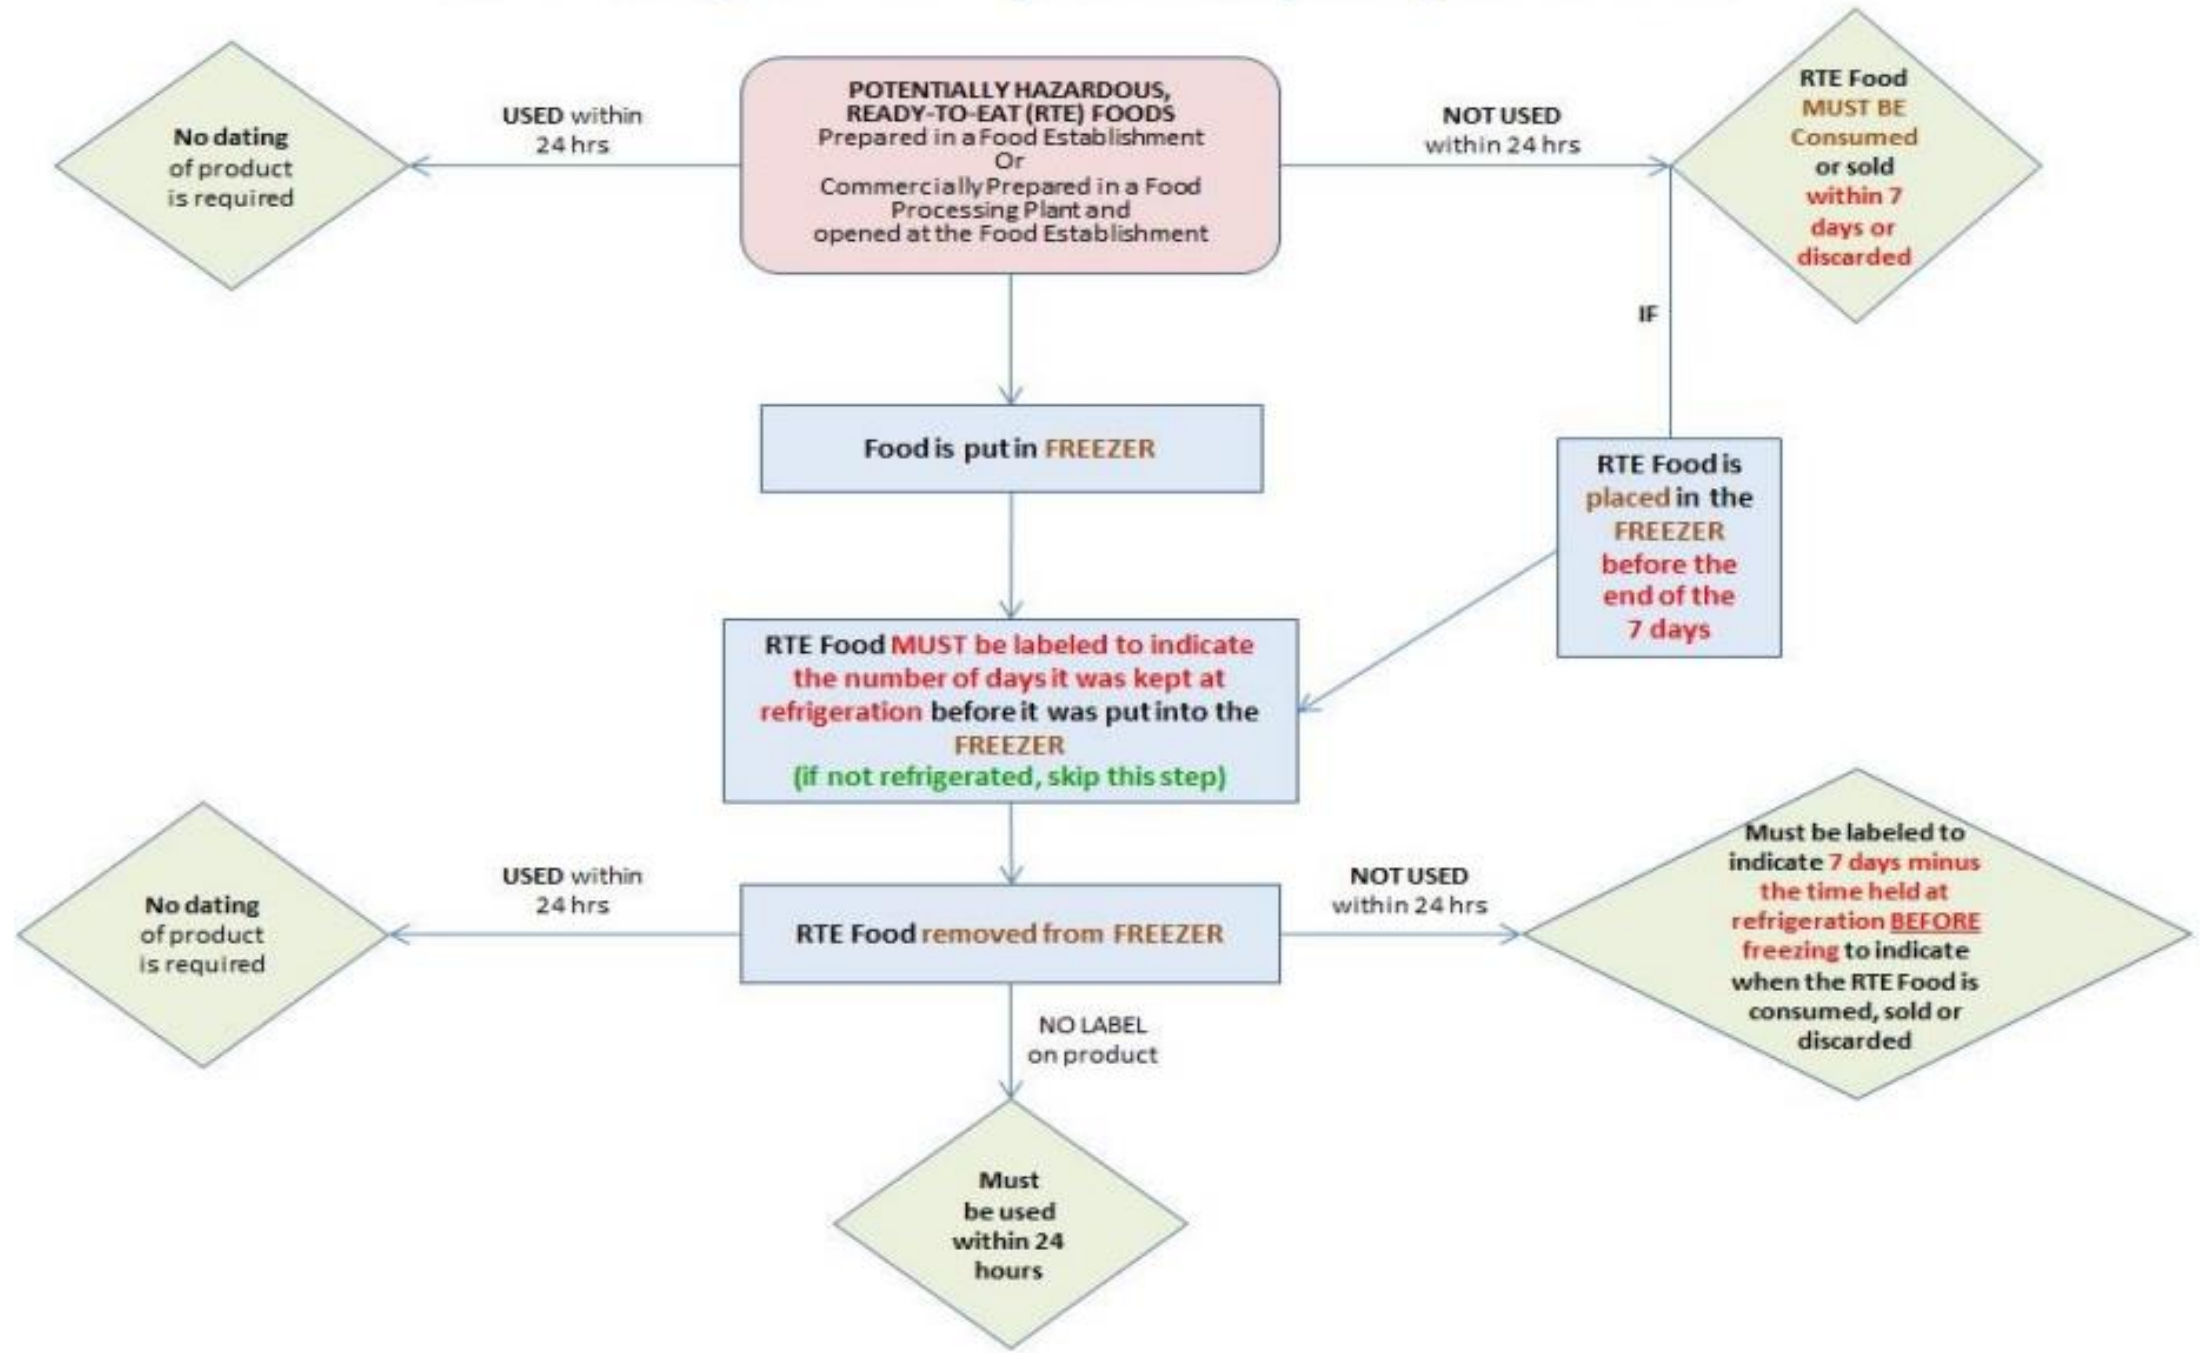 No dating
of product
is required
USED within
24 hrs
POTENTIALLY HAZARDOUS,
READY-TO-EAT (RTE) FOODS
Prepared in a Food Establishment
Or
Commercially Prepared in a Food
Processing Plant and
opened at the Food Establishment
NOT USED
within 24 hrs
RTE Food
MUST BE
Consumed
or sold
within 7
days or
discarded
IF
Food is put in FREEZER
RTE Food is
placed in the
FREEZER
before the
end of the
7 days
RTE Food MUST be labeled to indicate
the number of days it was kept at
refrigeration before it was put into the
FREEZER
(if not refrigerated, skip this step)
No dating
of product
is required
USED within
24 hrs
RTE Food removed from FREEZER
NOT USED
within 24 hrs
Must be labeled to
indicate 7 days minus
the time held at
refrigeration BEFORE
freezing to indicate
when the RTE Food is
consumed, sold or
discarded
NO LABEL
on product
Must
be used
within 24
hours